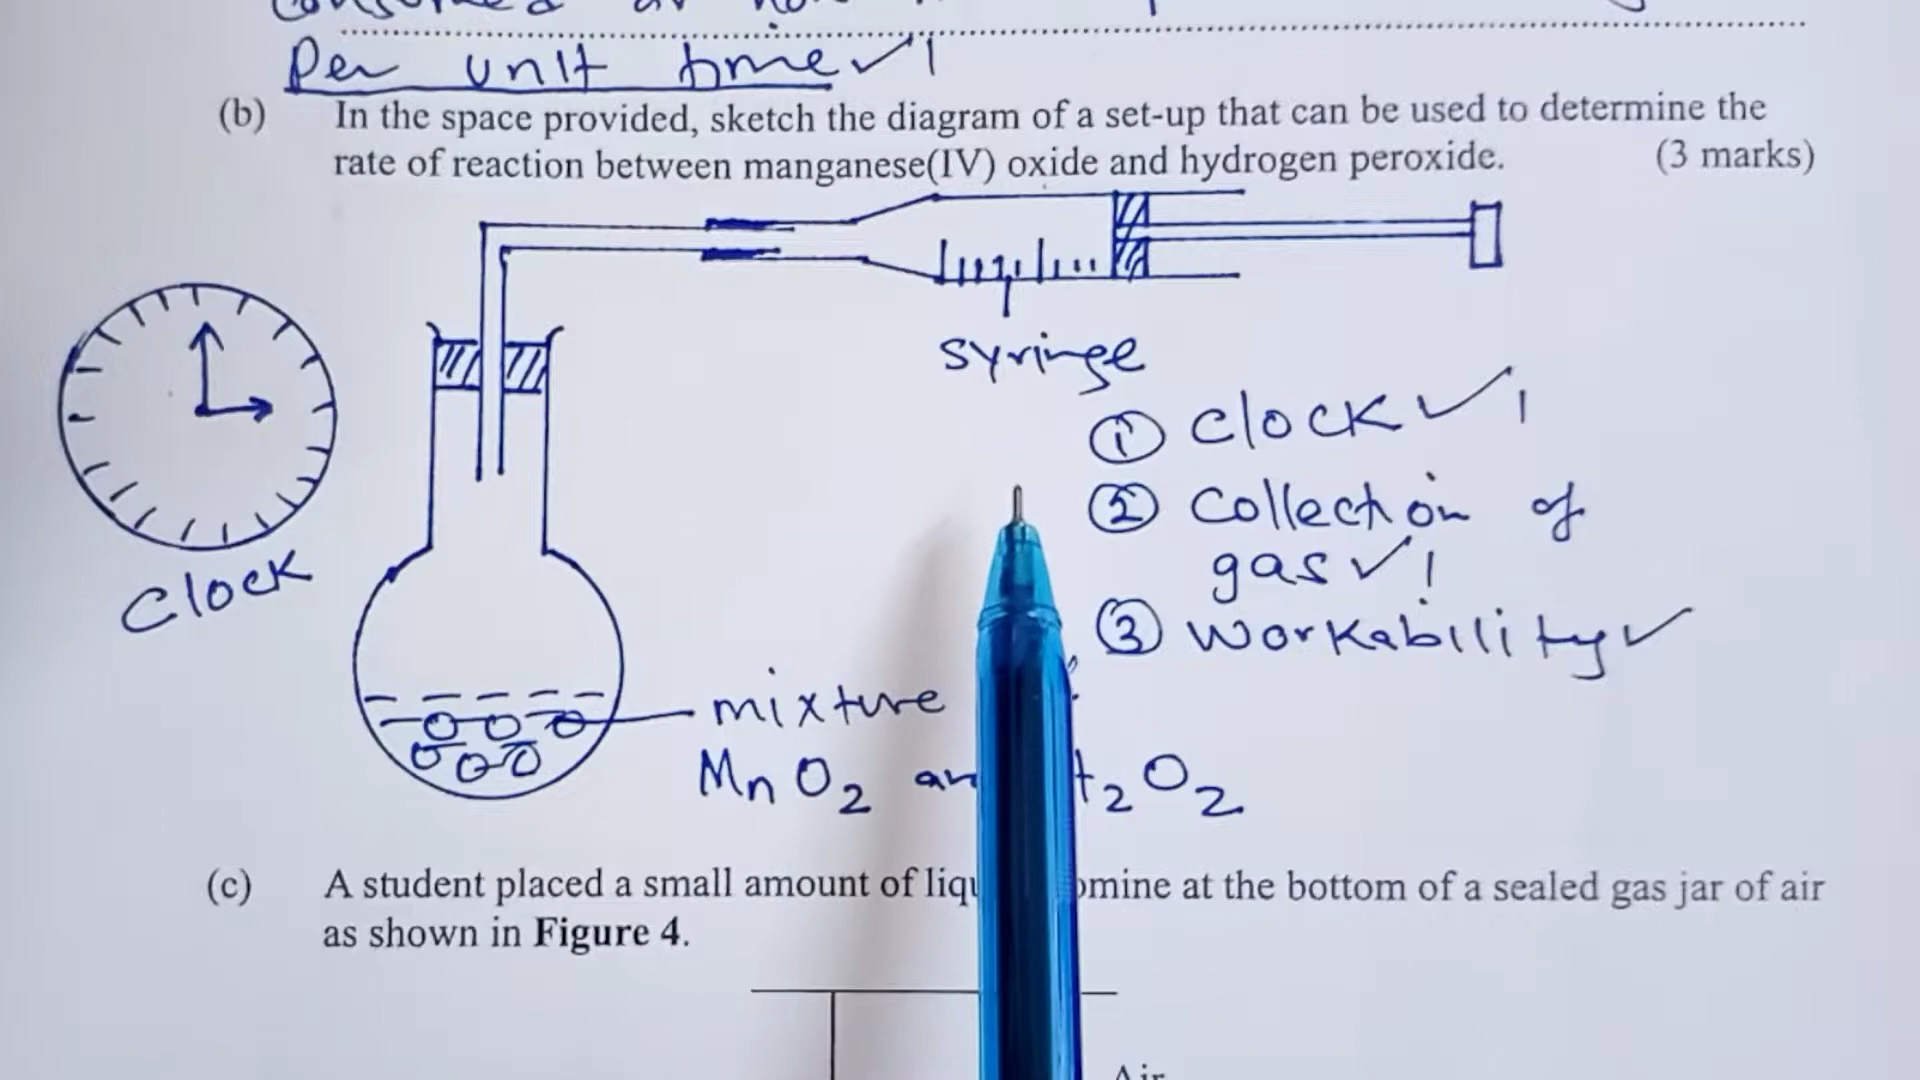 Per unit time ✓1
(b) In the space provided, sketch the diagram of a set-up that can be used to determine the
rate of reaction between manganese(IV) oxide and hydrogen peroxide. (3 marks)
syringe
Clock
① Clock ✓1
② Collection of
gas ✓1
③ Workability ✓
mixture
MnO₂ ₂O₂
(c) A student placed a small amount of at the bottom of a sealed gas jar of air
as shown in Figure 4.
Air